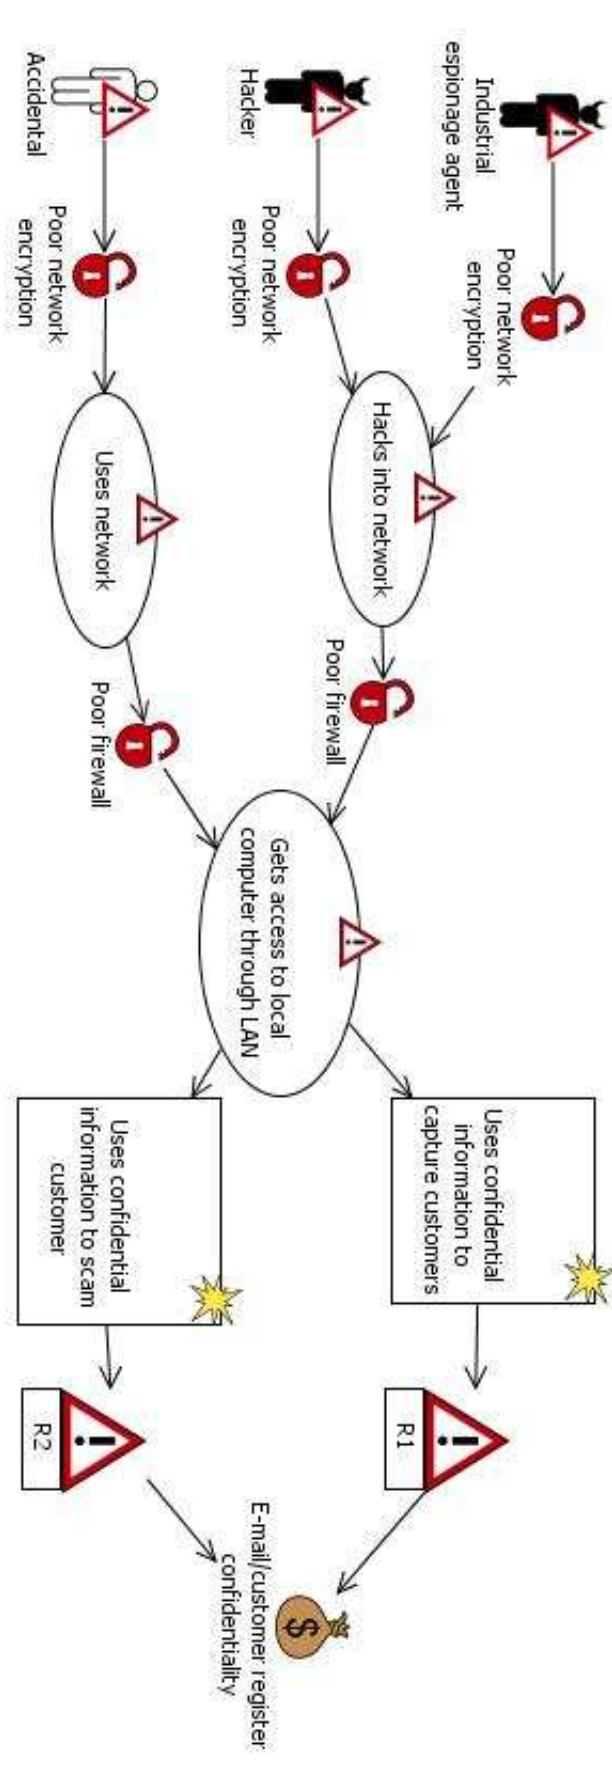 Industrial
espionage agent
Poor network
encryption
Hacker
Poor network
encryption
Hacks into network
Poor firewall
Accidental
Poor network
encryption
Uses network
Poor firewall
Gets access to local
computer through LAN
Uses confidential
information to
capture customers
R1
Uses confidential
information to scam
customer
R2
$
E-mail/customer register
confidentiality